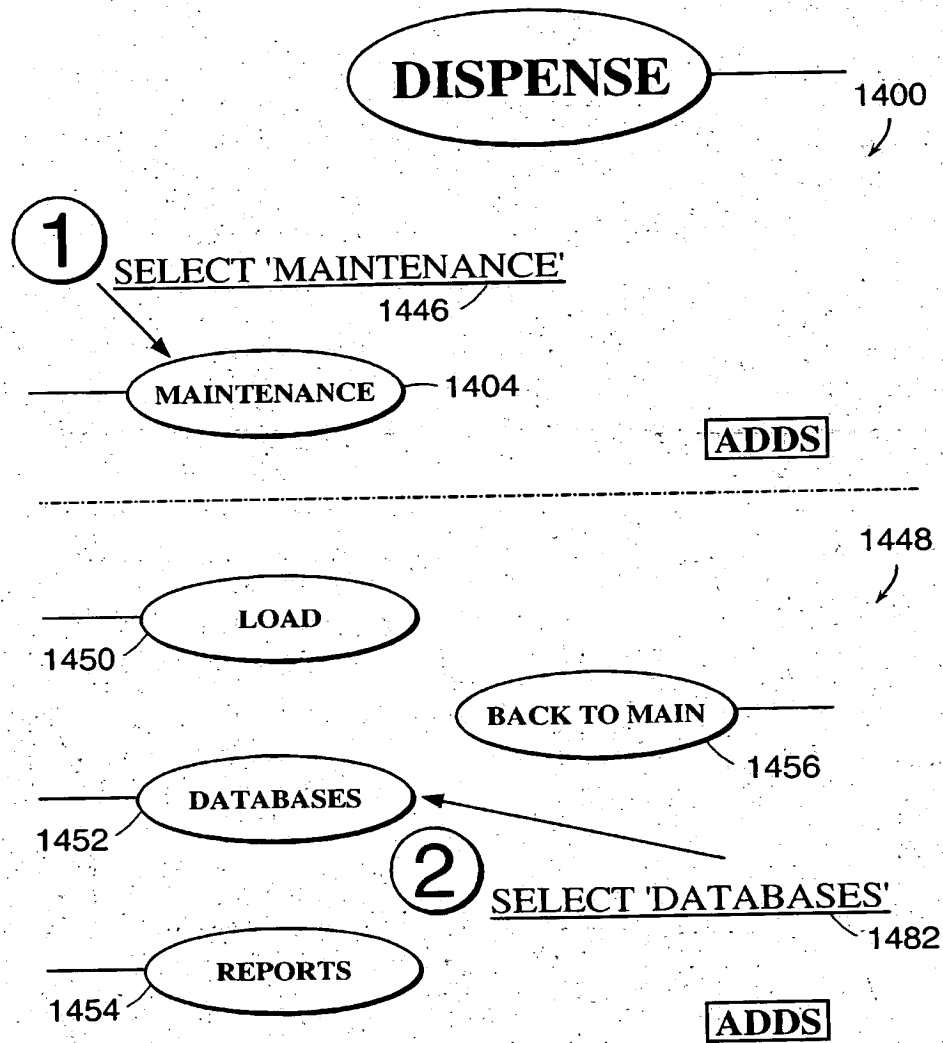 DISPENSE
1400
1
SELECT 'MAINTENANCE'
1446
MAINTENANCE
1404
ADDS
1448
LOAD
1450
BACK TO MAIN
1456
DATABASES
1452
2
SELECT 'DATABASES'
1482
REPORTS
1454
ADDS